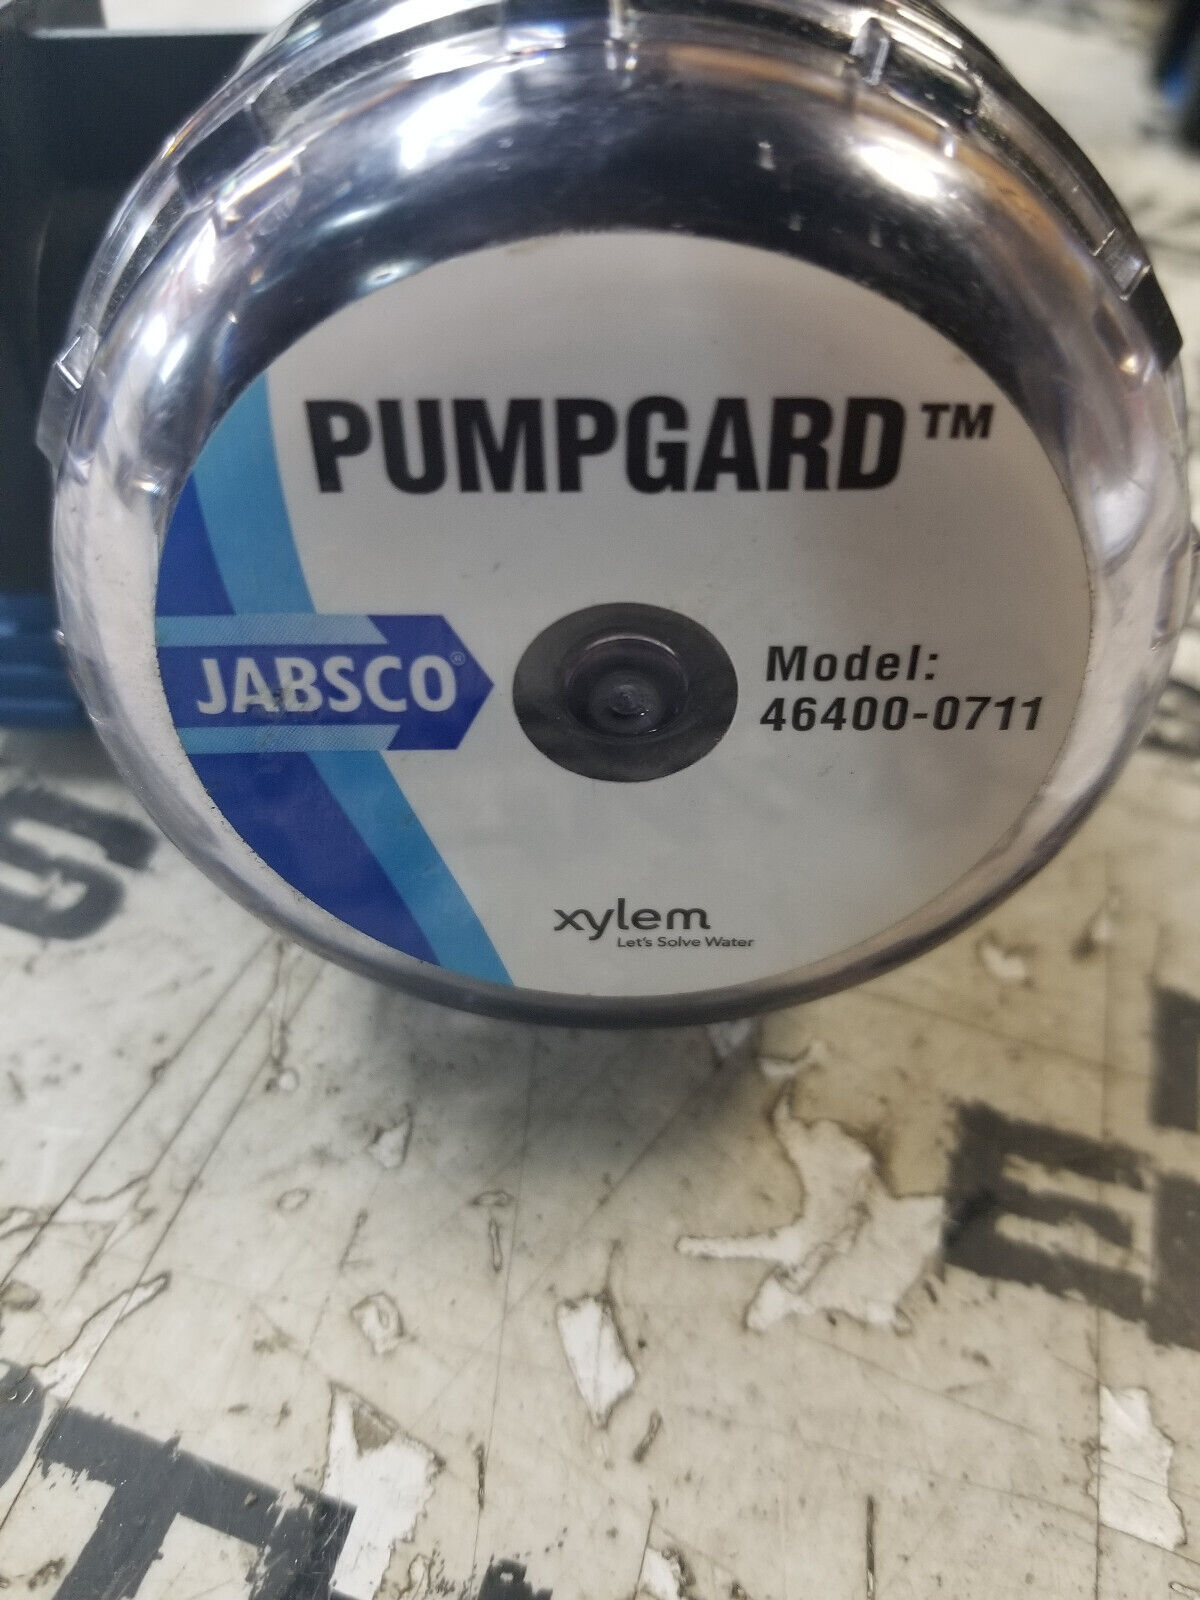 PUMPGARD™
JABSCO®
Model:
46400-0711
xylem
Let's Solve Water